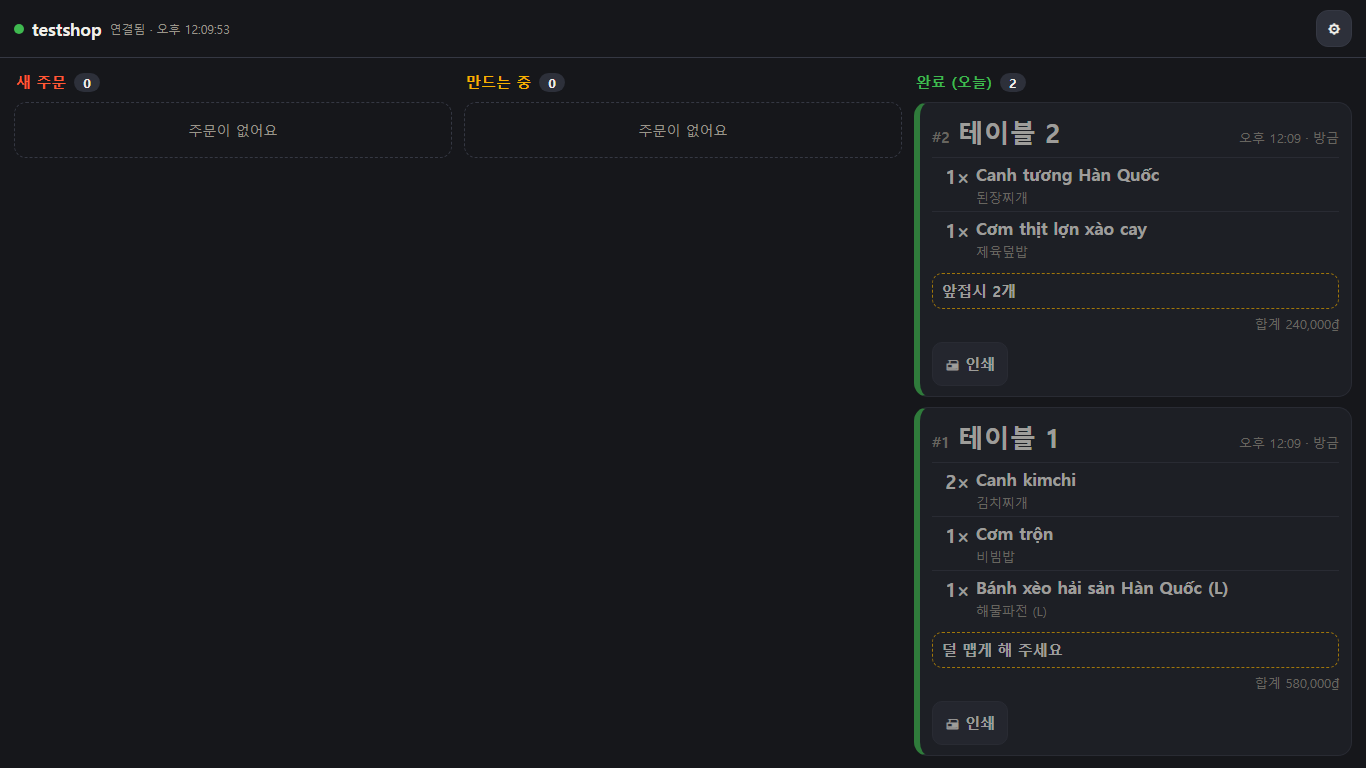 testshop 연결됨 · 오후 12:09:53
새 주문 0
주문이 없어요
만드는 중 0
주문이 없어요
완료 (오늘) 2
#2 테이블 2 오후 12:09 · 방금
1× Canh tương Hàn Quốc
된장찌개
1× Cơm thịt lợn xào cay
제육덮밥
앞접시 2개
합계 240,000₫
인쇄
#1 테이블 1 오후 12:09 · 방금
2× Canh kimchi
김치찌개
1× Cơm trộn
비빔밥
1× Bánh xèo hải sản Hàn Quốc (L)
해물파전 (L)
덜 맵게 해 주세요
합계 580,000₫
인쇄